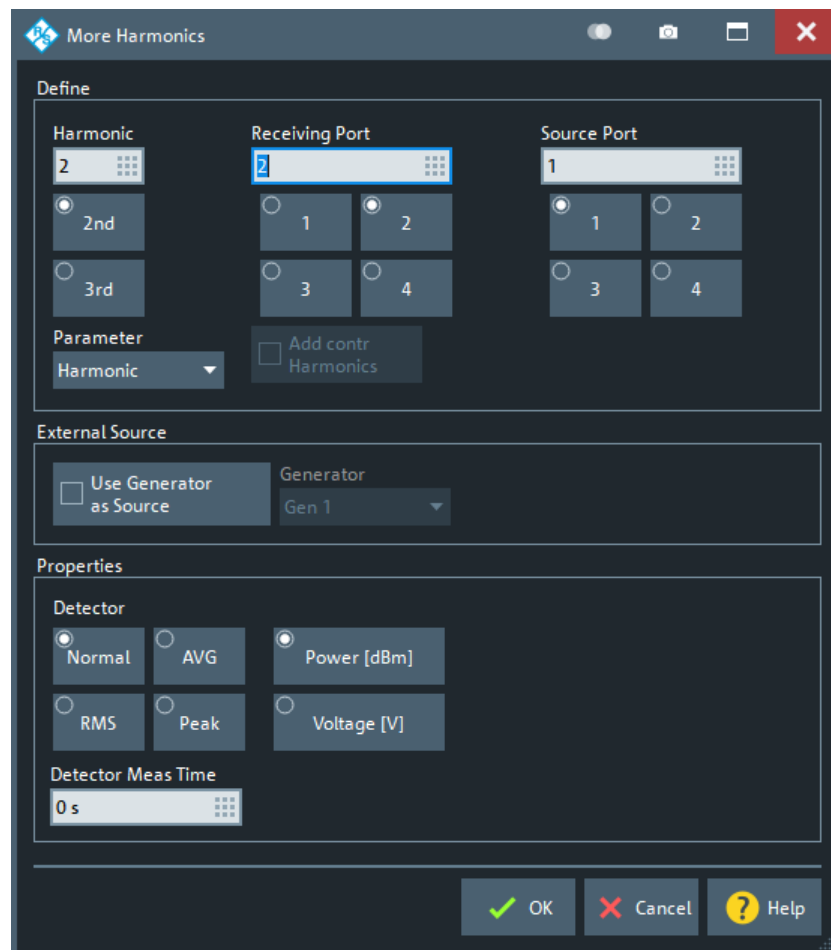 R S More Harmonics
Define
Harmonic Receiving Port Source Port
2 2 1
2nd 1 2 1 2
3rd 3 4 3 4
Parameter Add contr
Harmonic Harmonics
External Source
Use Generator Generator
as Source Gen 1
Properties
Detector
Normal AVG Power [dBm]
RMS Peak Voltage [V]
Detector Meas Time
0 s
OK Cancel ? Help